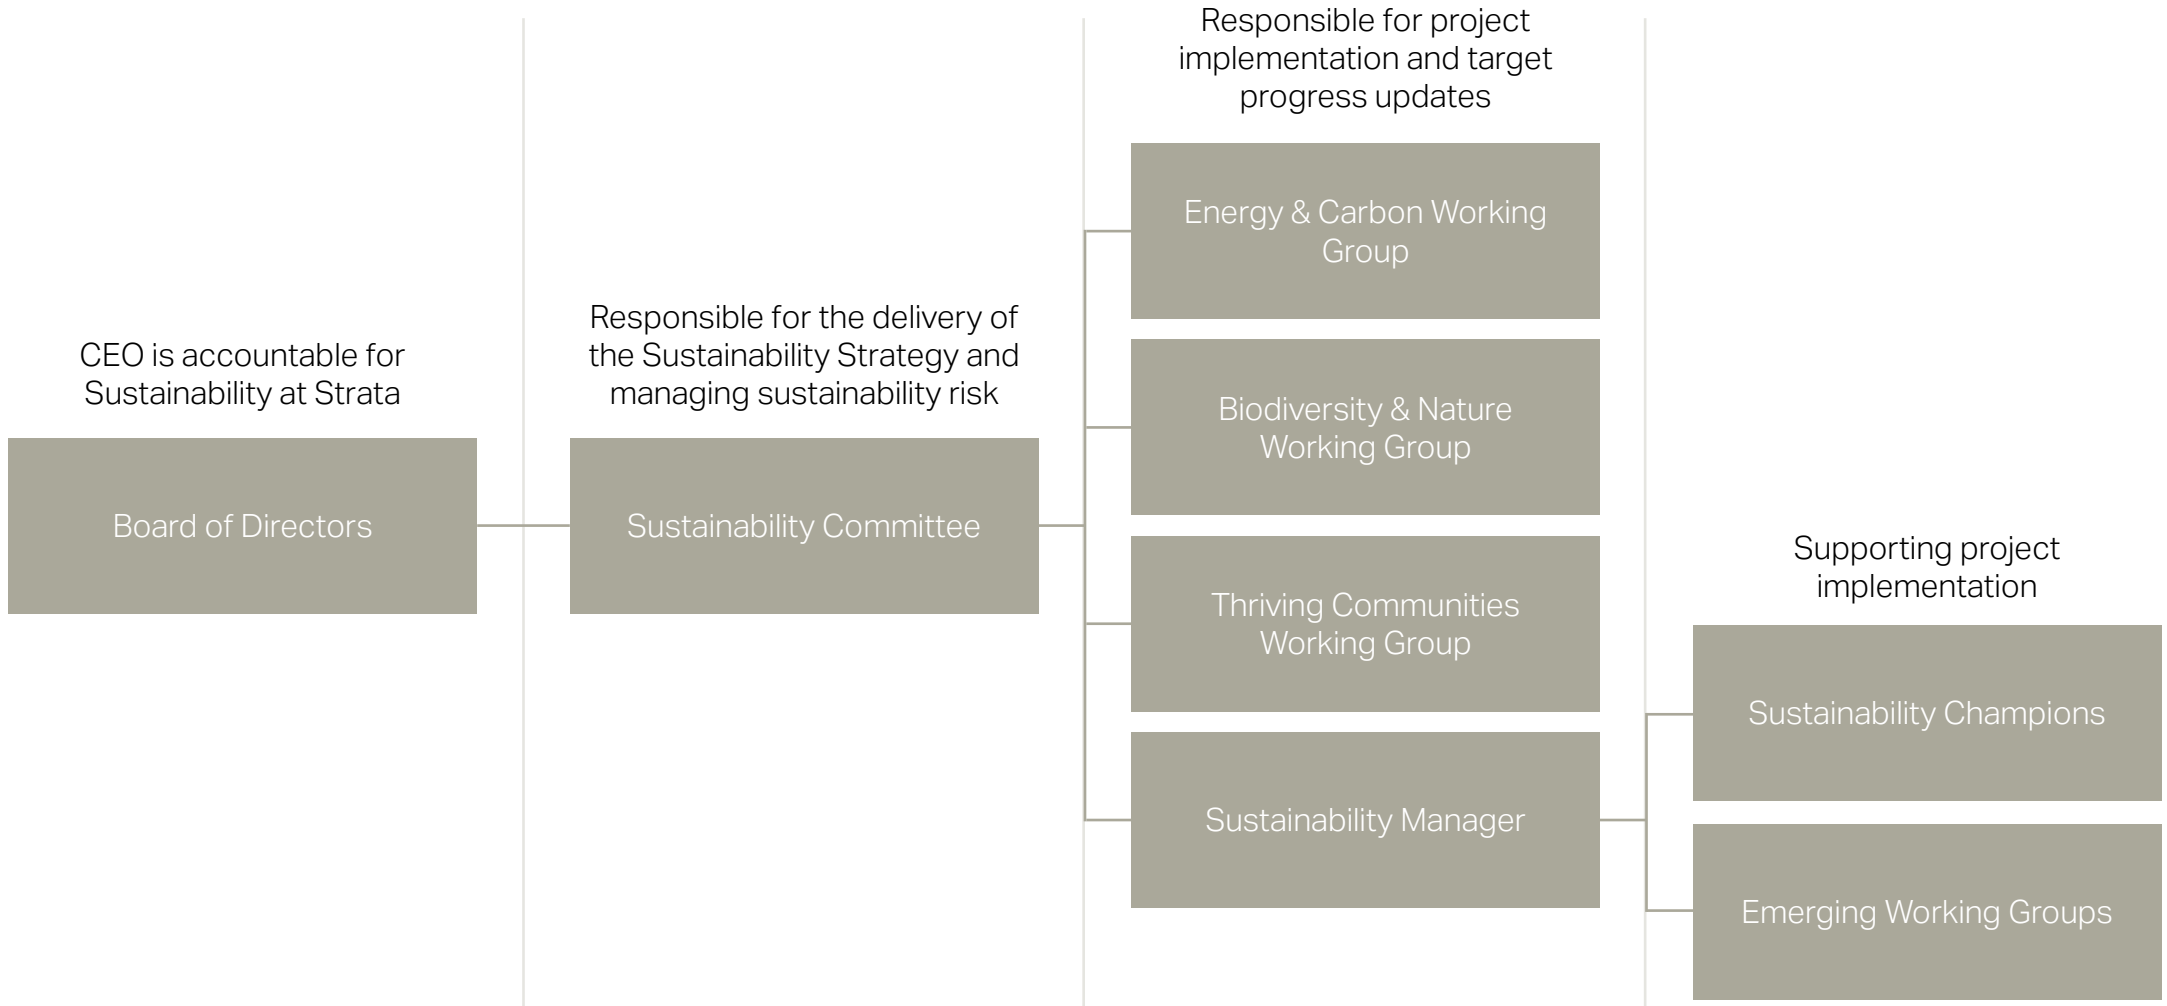 CEO is accountable for
Sustainability at Strata
Board of Directors
Responsible for the delivery of
the Sustainability Strategy and
managing sustainability risk
Sustainability Committee
Responsible for project
implementation and target
progress updates
Energy & Carbon Working
Group
Biodiversity & Nature
Working Group
Thriving Communities
Working Group
Sustainability Manager
Supporting project
implementation
Sustainability Champions
Emerging Working Groups